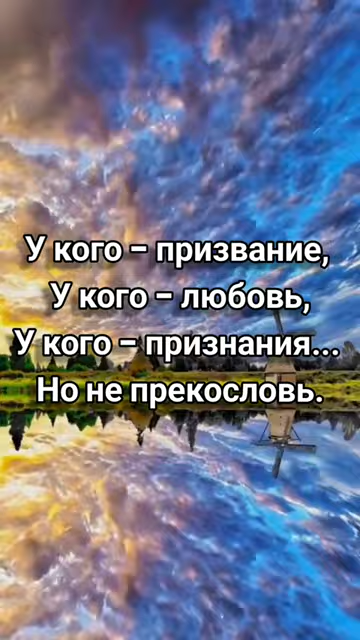 У кого – призвание,
У кого – любовь,
У кого – признания...
Но не прекословь.